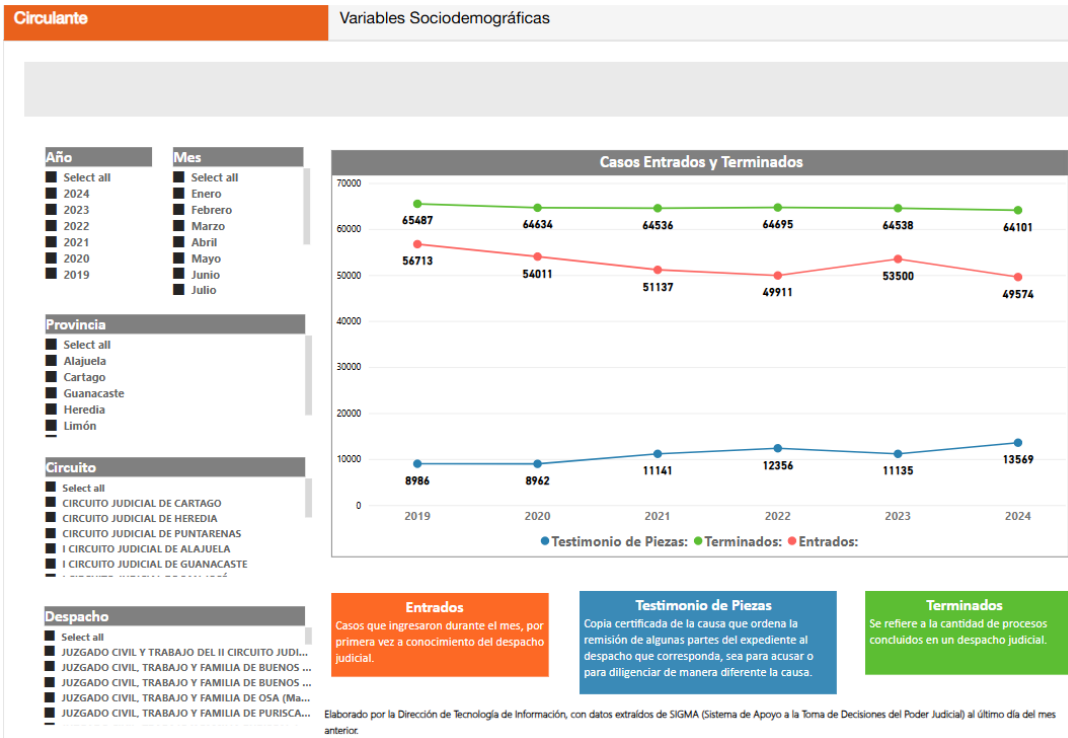 Circulante
Variables Sociodemográficas
Año
Select all
2024
2023
2022
2021
2020
2019
Mes
Select all
Enero
Febrero
Marzo
Abril
Mayo
Junio
Julio
Provincia
Select all
Alajuela
Cartago
Guanacaste
Heredia
Limón
Circuito
Select all
CIRCUITO JUDICIAL DE CARTAGO
CIRCUITO JUDICIAL DE HEREDIA
CIRCUITO JUDICIAL DE PUNTARENAS
I CIRCUITO JUDICIAL DE ALAJUELA
I CIRCUITO JUDICIAL DE GUANACASTE
Despacho
Select all
JUZGADO CIVIL Y TRABAJO DEL II CIRCUITO JUDI...
JUZGADO CIVIL, TRABAJO Y FAMILIA DE BUENOS ...
JUZGADO CIVIL, TRABAJO Y FAMILIA DE BUENOS ...
JUZGADO CIVIL, TRABAJO Y FAMILIA DE OSA (Ma...
JUZGADO CIVIL, TRABAJO Y FAMILIA DE PURISCA...
Casos Entrados y Terminados
70000
60000
50000
40000
30000
20000
10000
0
65487
64634
64536
64695
64538
64101
56713
54011
51137
49911
53500
49574
8986
8962
11141
12356
11135
13569
2019
2020
2021
2022
2023
2024
Testimonio de Piezas: Terminados: Entrados:
Entrados
Casos que ingresaron durante el mes, por
primera vez a conocimiento del despacho
judicial.
Testimonio de Piezas
Copia certificada de la causa que ordena la
remisión de algunas partes del expediente al
despacho que corresponda, sea para acusar o
para diligenciar de manera diferente la causa.
Terminados
Se refiere a la cantidad de procesos
concluidos en un despacho judicial.
Elaborado por la Dirección de Tecnología de Información, con datos extraídos de SIGMA (Sistema de Apoyo a la Toma de Decisiones del Poder Judicial) al último día del mes
anterior.